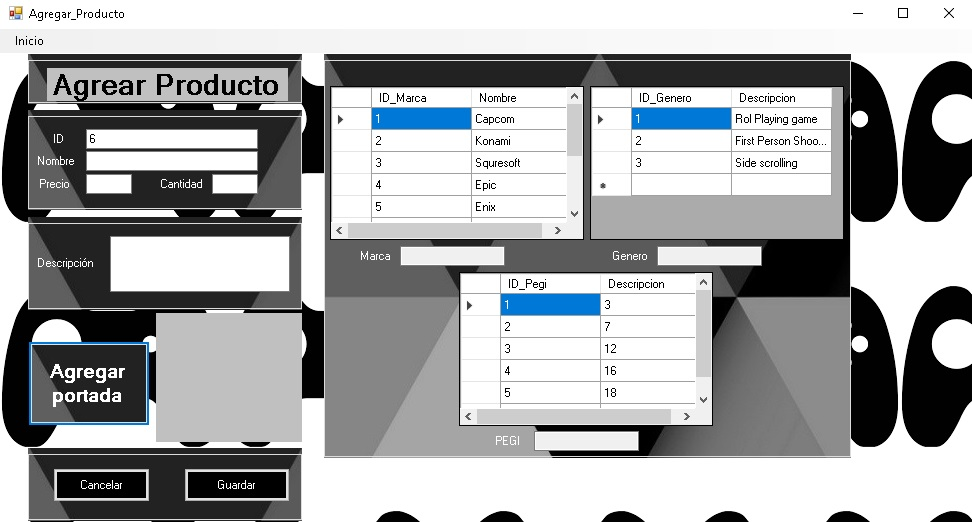 Agregar_Producto
Inicio
Agrear Producto
ID 6
Nombre
Precio Cantidad
Descripción
Agregar
portada
Cancelar Guardar
ID_Marca Nombre
1 Capcom
2 Konami
3 Squresoft
4 Epic
5 Enix
Marca
ID_Genero Descripcion
1 Rol Playing game
2 First Person Shoo...
3 Side scrolling
Genero
ID_Pegi Descripcion
1 3
2 7
3 12
4 16
5 18
PEGI